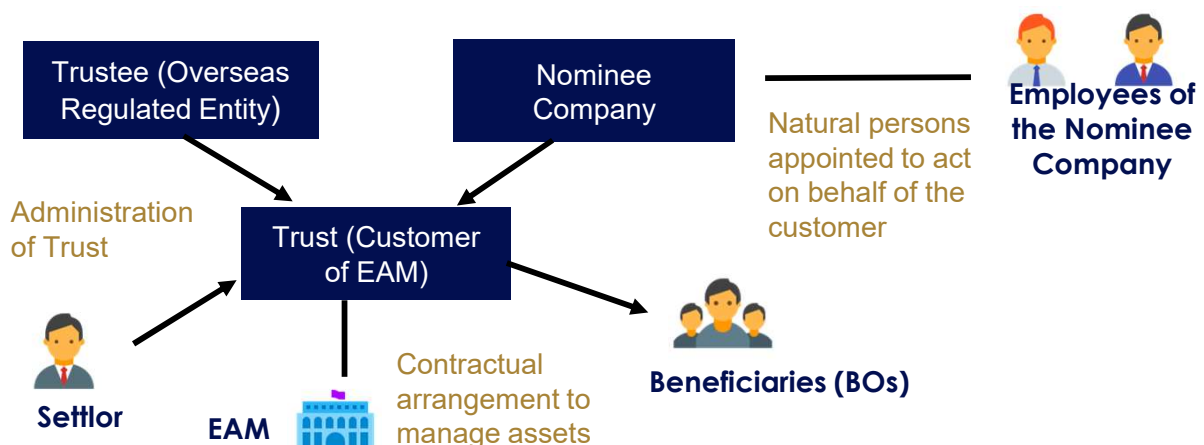 Trustee (Overseas
Regulated Entity)
Nominee
Company
Employees of
the Nominee
Company
Natural persons
appointed to act
on behalf of the
customer
Administration
of Trust
Trust (Customer
of EAM)
Settlor
EAM
Contractual
arrangement to
manage assets
Beneficiaries (BOs)